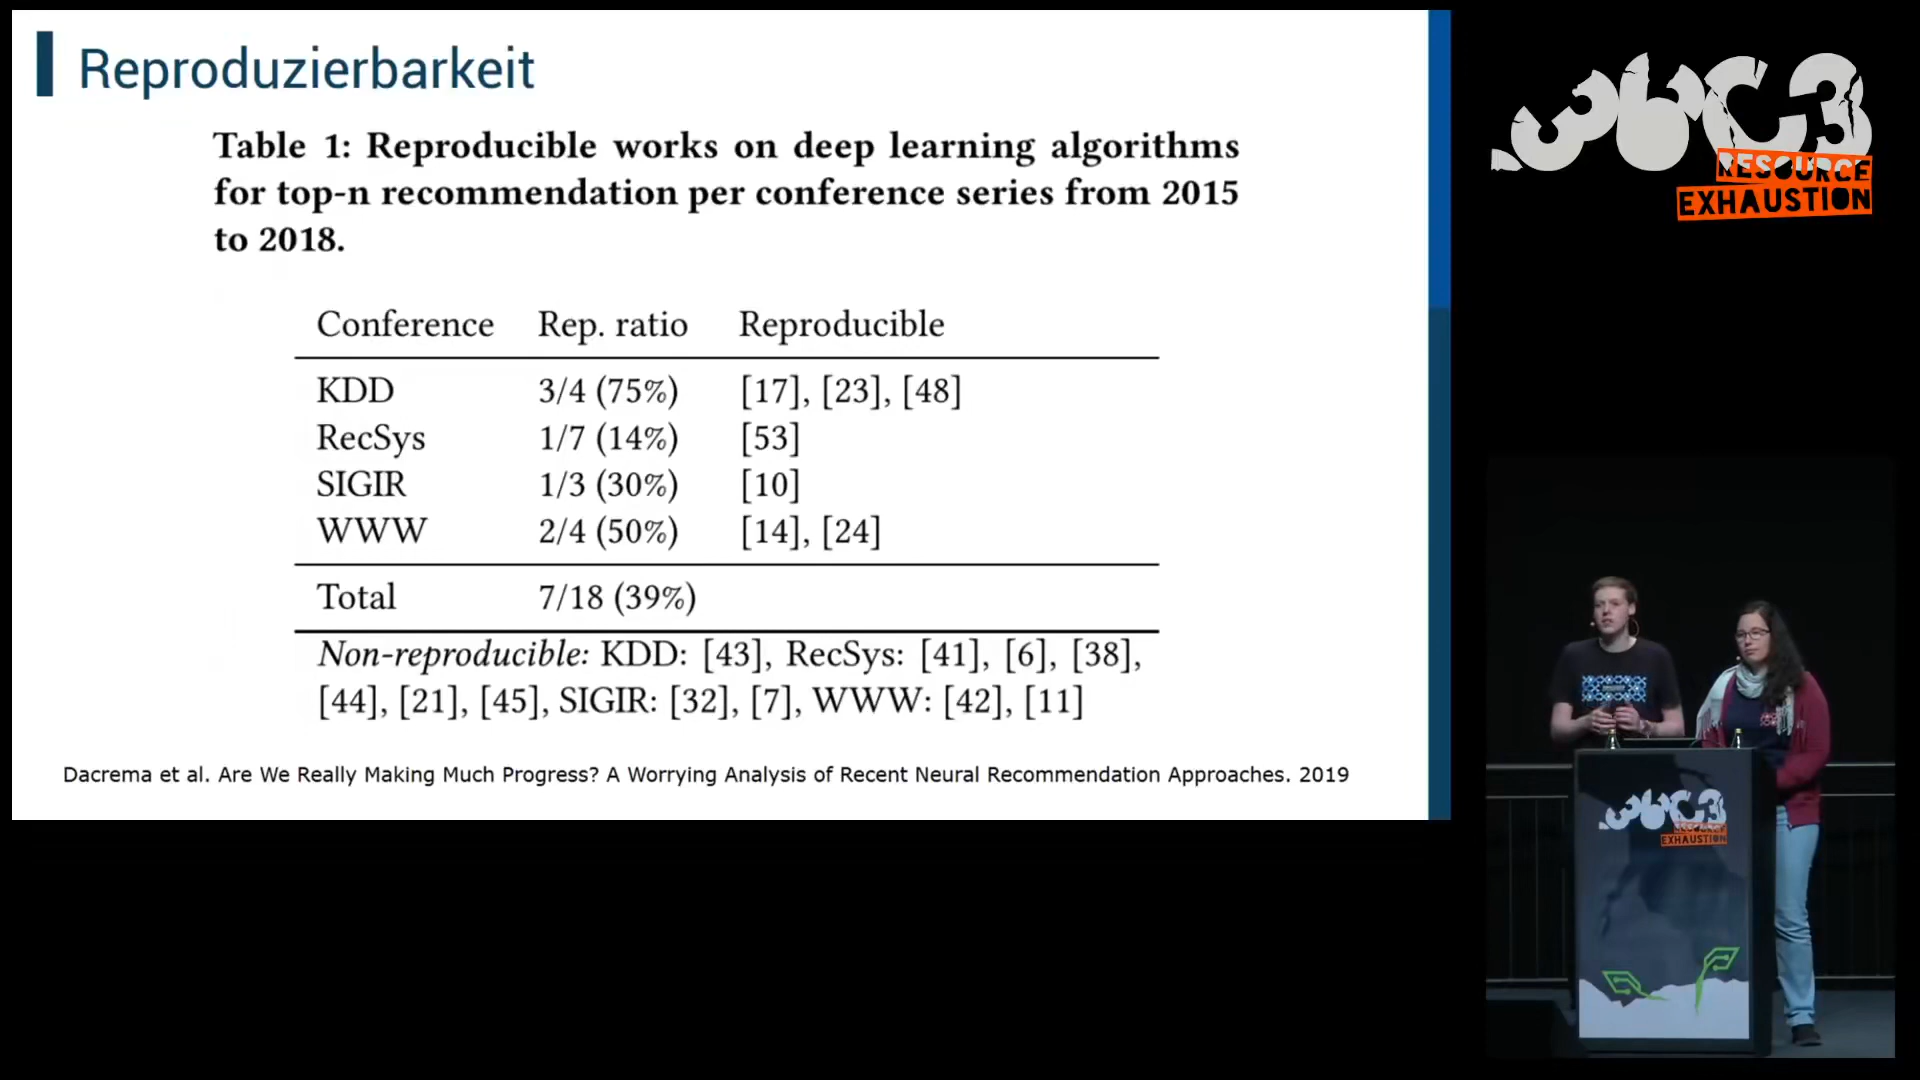 Reproduzierbarkeit
Table 1: Reproducible works on deep learning algorithms
for top-n recommendation per conference series from 2015
to 2018.
Conference Rep. ratio Reproducible
KDD 3/4 (75%) [17], [23], [48]
RecSys 1/7 (14%) [53]
SIGIR 1/3 (30%) [10]
WWW 2/4 (50%) [14], [24]
Total 7/18 (39%)
Non-reproducible: KDD: [43], RecSys: [41], [6], [38],
[44], [21], [45], SIGIR: [32], [7], WWW: [42], [11]
Dacrema et al. Are We Really Making Much Progress? A Worrying Analysis of Recent Neural Recommendation Approaches. 2019
36C3
RESOURCE
EXHAUSTION
36C3
RESOURCE
EXHAUSTION